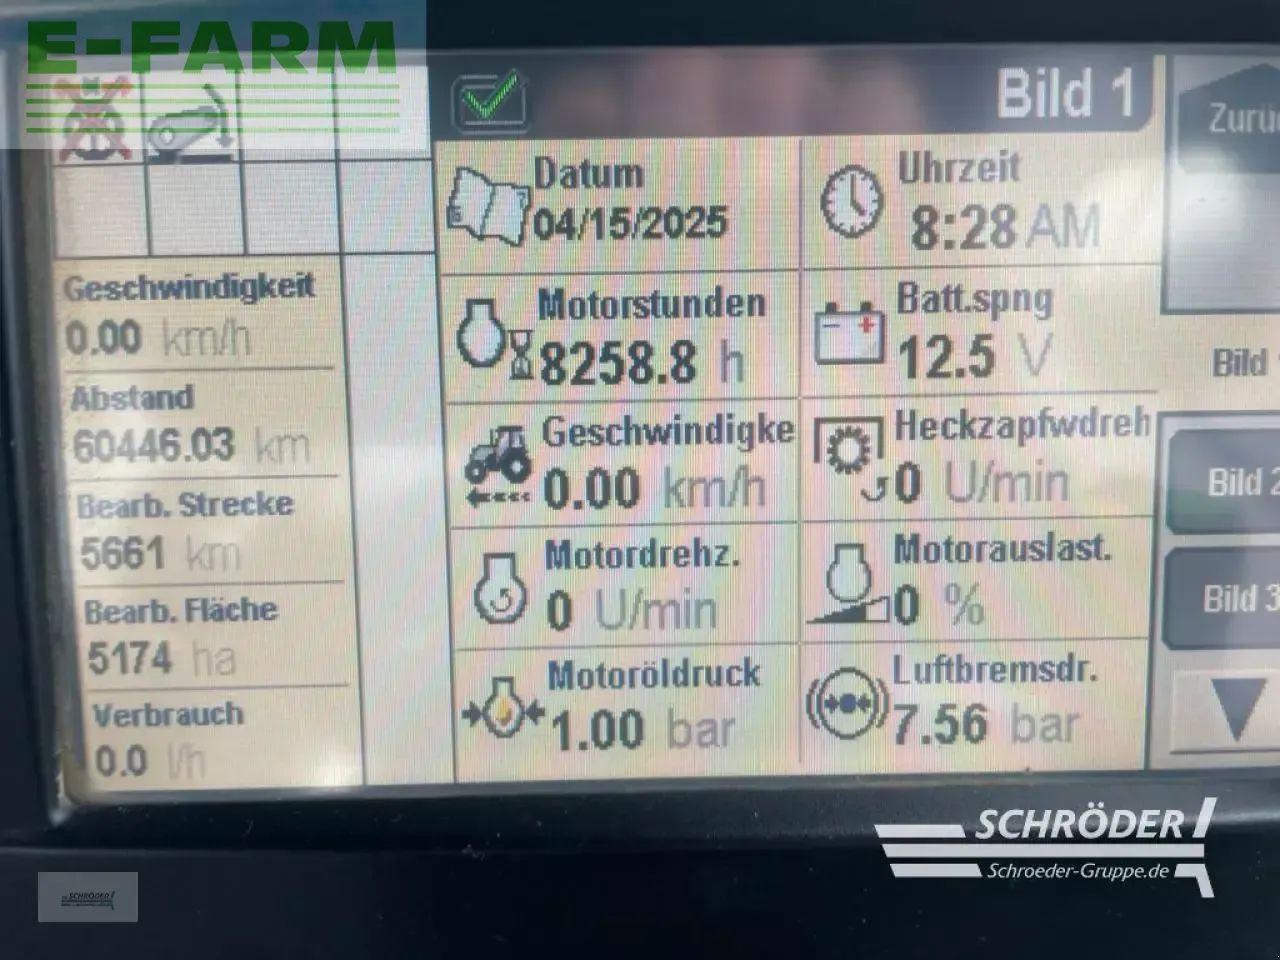 E-FARM
Bild 1
Zurü
Datum
04/15/2025
Uhrzeit
8:28 AM
Geschwindigkeit
0.00 km/h
Motorstunden
8258.8 h
Batt.spng
12.5 V
Bild
Abstand
60446.03 km
Geschwindigke
0.00 km/h
Heckzapfwdreh
0 U/min
Bild 2
Bearb. Strecke
5661 km
Motordrehz.
0 U/min
Motorauslast.
0 %
Bild 3
Bearb. Fläche
5174 ha
Motoröldruck
1.00 bar
Luftbremsdr.
7.56 bar
Verbrauch
0.0 l/h
SCHRÖDER
Schroeder-Gruppe.de
SCHRÖDER